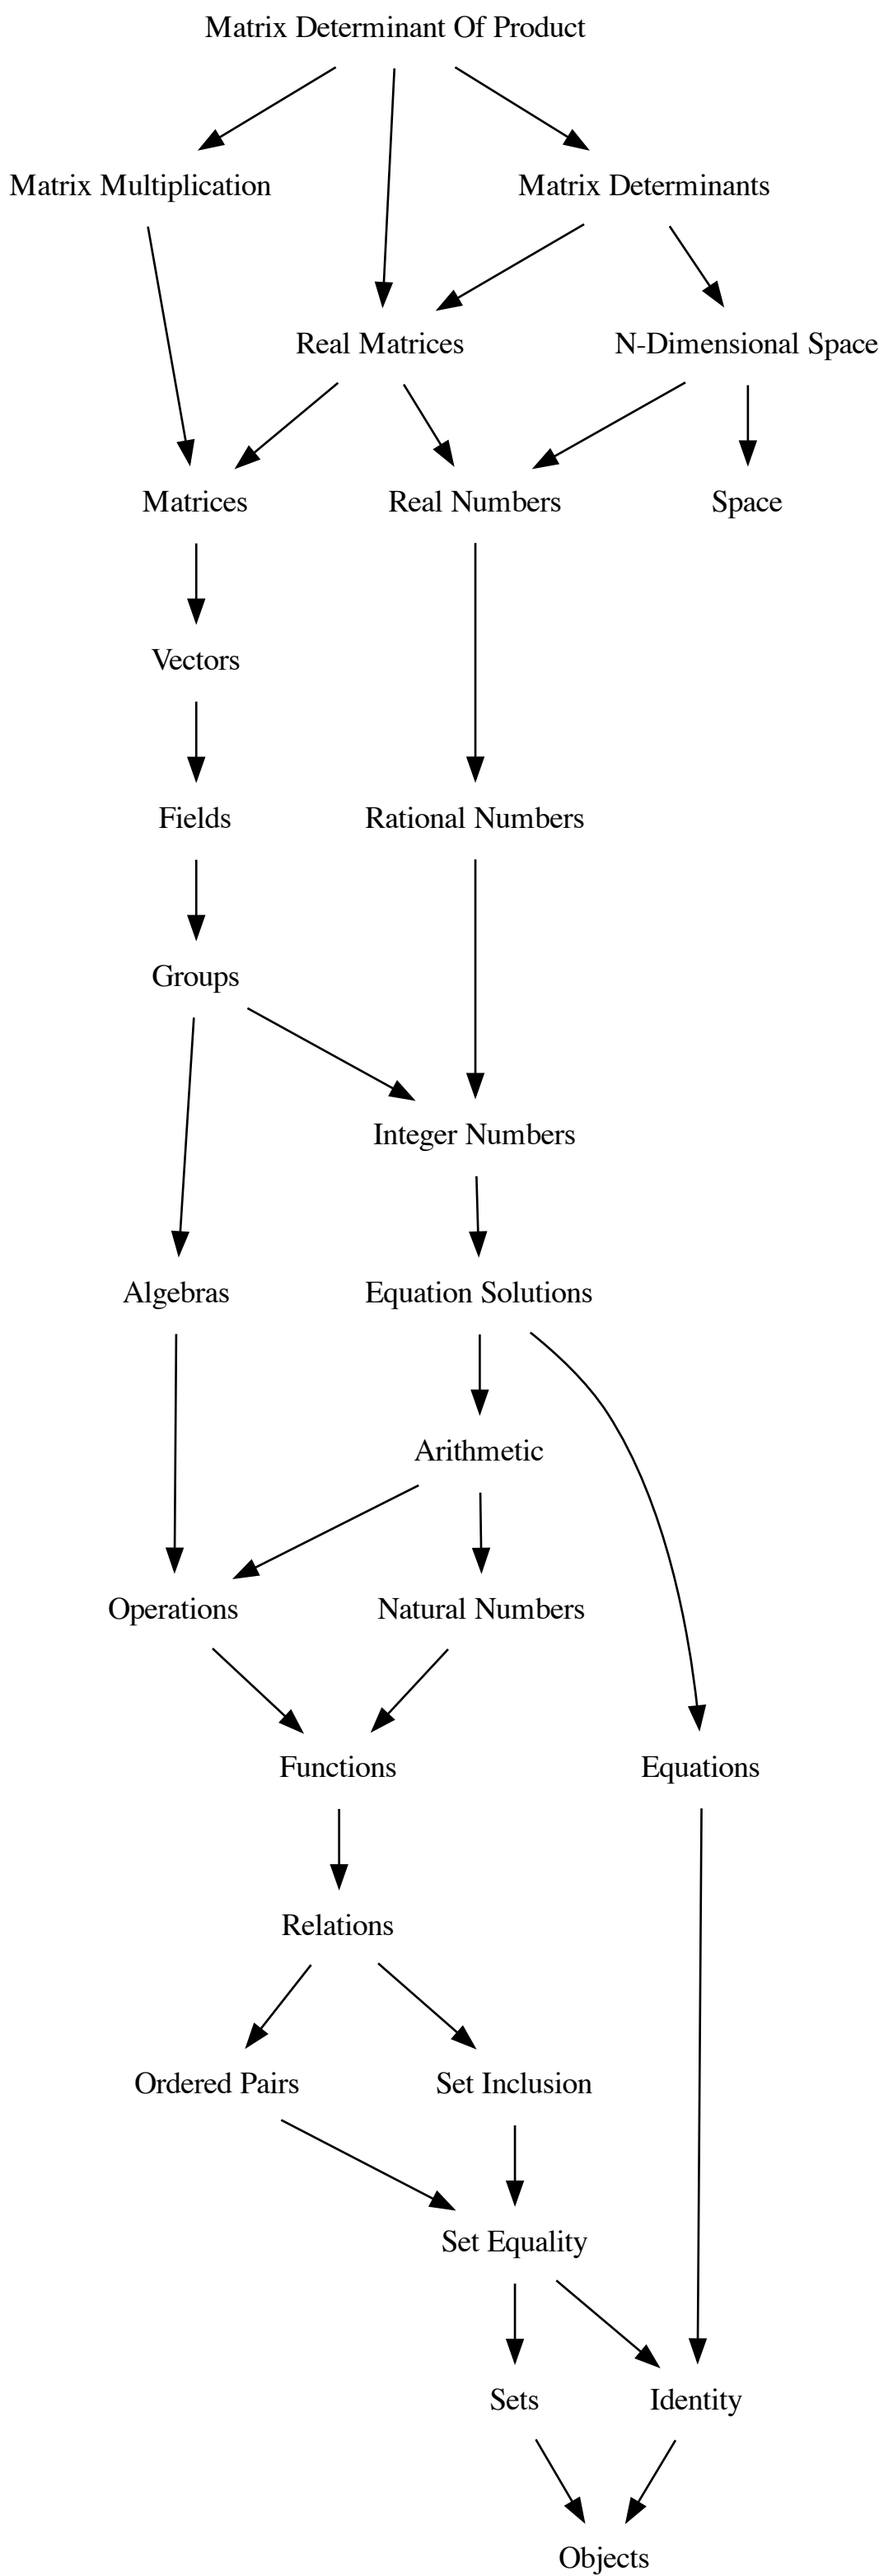 Matrix Determinant Of Product
Matrix Multiplication
Matrix Determinants
Real Matrices
N-Dimensional Space
Matrices
Real Numbers
Space
Vectors
Fields
Rational Numbers
Groups
Integer Numbers
Algebras
Equation Solutions
Arithmetic
Operations
Natural Numbers
Functions
Equations
Relations
Ordered Pairs
Set Inclusion
Set Equality
Sets
Identity
Objects